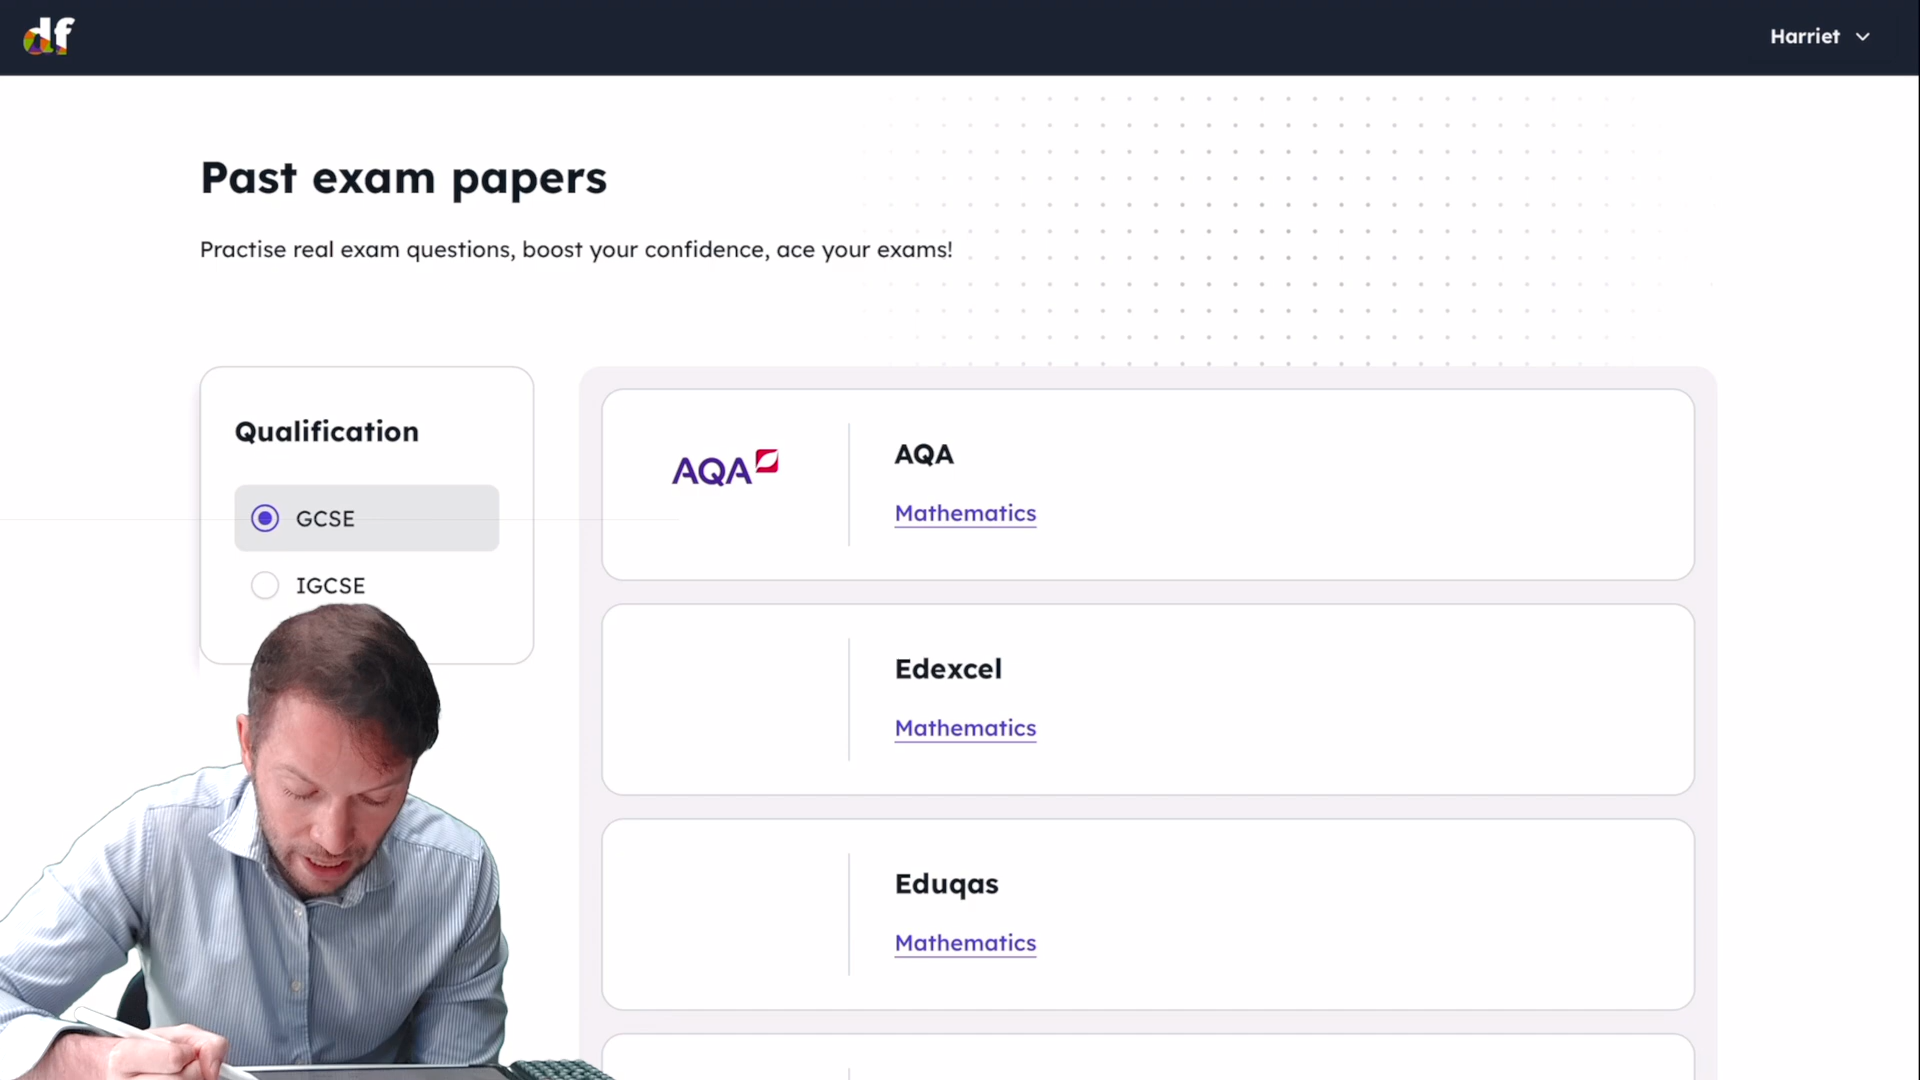 df
Harriet
Past exam papers
Practise real exam questions, boost your confidence, ace your exams!
Qualification
GCSE
IGCSE
AQA
AQA
Mathematics
Edexcel
Mathematics
Eduqas
Mathematics